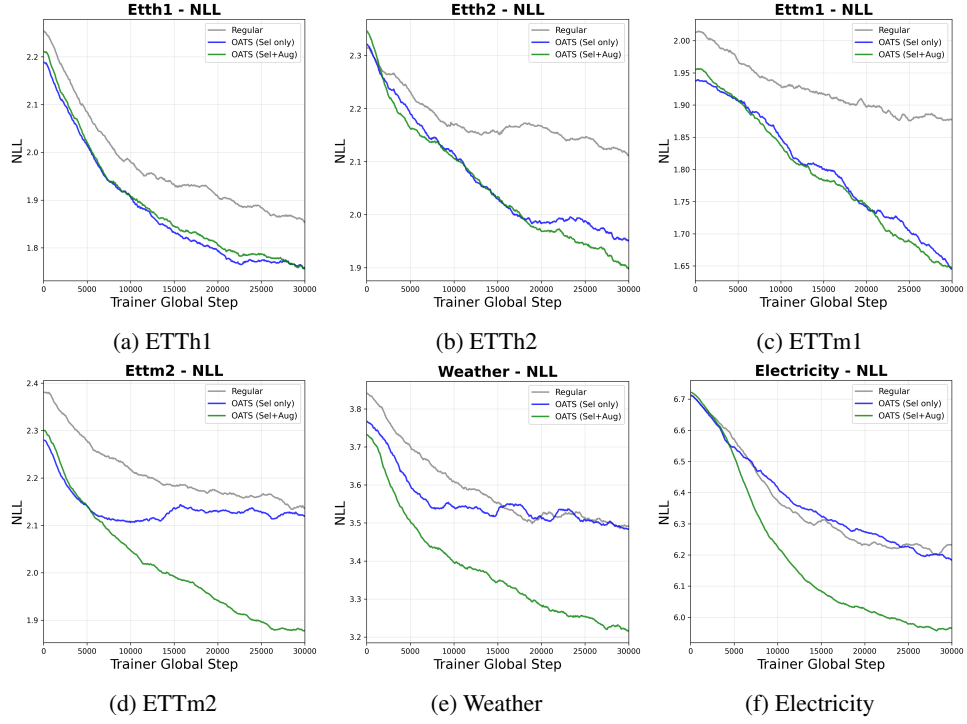 Etth1 - NLL
NLL
2.2
2.1
2.0
1.9
1.8
Regular
OATS (Sel only)
OATS (Sel+Aug)
0 5000 10000 15000 20000 25000 30000
Trainer Global Step
(a) ETTh1
Etth2 - NLL
NLL
2.3
2.2
2.1
2.0
1.9
Regular
OATS (Sel only)
OATS (Sel+Aug)
0 5000 10000 15000 20000 25000 30000
Trainer Global Step
(b) ETTh2
Ettm1 - NLL
NLL
2.00
1.95
1.90
1.85
1.80
1.75
1.70
1.65
Regular
OATS (Sel only)
OATS (Sel+Aug)
0 5000 10000 15000 20000 25000 30000
Trainer Global Step
(c) ETTm1
Ettm2 - NLL
NLL
2.4
2.3
2.2
2.1
2.0
1.9
Regular
OATS (Sel only)
OATS (Sel+Aug)
0 5000 10000 15000 20000 25000 30000
Trainer Global Step
(d) ETTm2
Weather - NLL
NLL
3.8
3.7
3.6
3.5
3.4
3.3
3.2
Regular
OATS (Sel only)
OATS (Sel+Aug)
0 5000 10000 15000 20000 25000 30000
Trainer Global Step
(e) Weather
Electricity - NLL
NLL
6.7
6.6
6.5
6.4
6.3
6.2
6.1
6.0
Regular
OATS (Sel only)
OATS (Sel+Aug)
0 5000 10000 15000 20000 25000 30000
Trainer Global Step
(f) Electricity